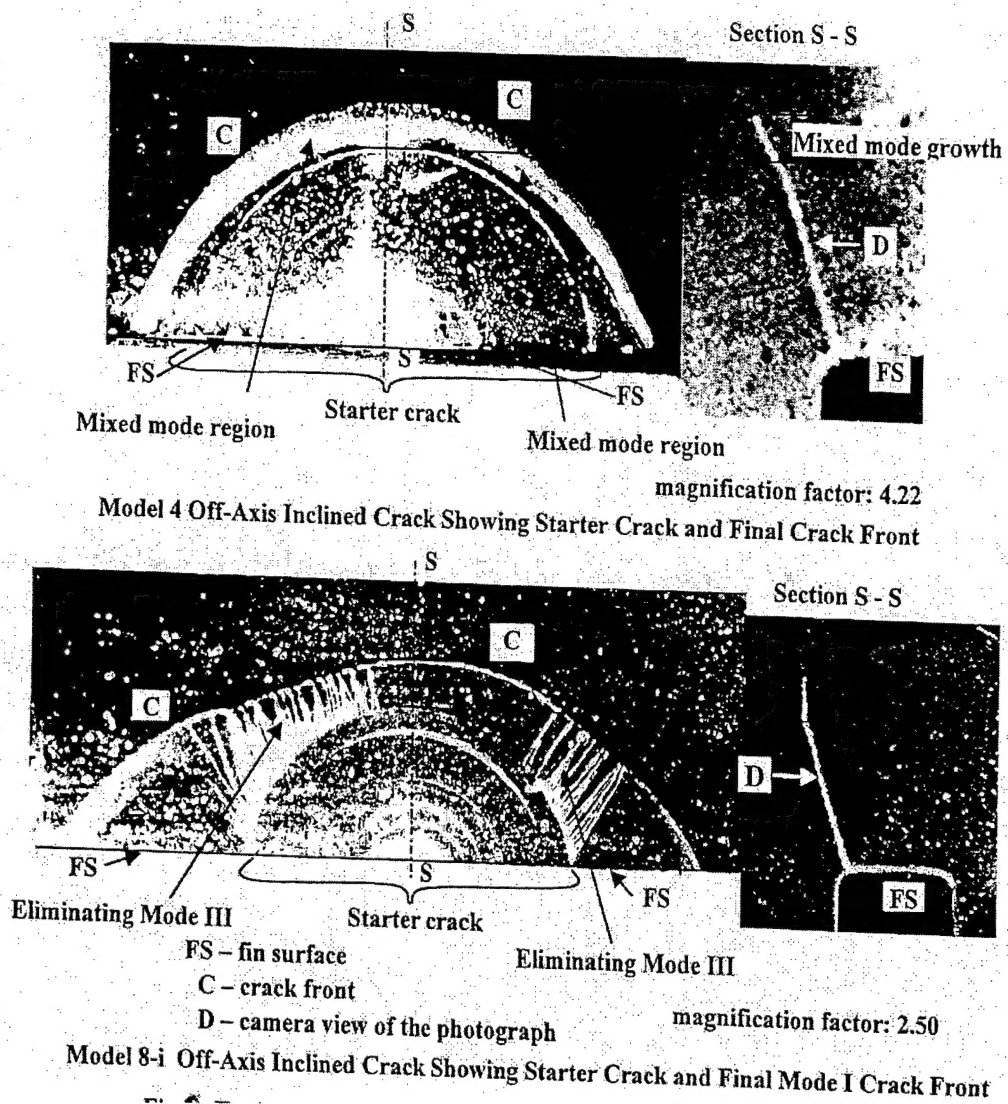 S
Section S - S
C
C
Mixed mode growth
D
FS
S
FS
FS
Starter crack
Mixed mode region
Mixed mode region
magnification factor: 4.22
Model 4 Off-Axis Inclined Crack Showing Starter Crack and Final Crack Front
S
Section S - S
C
C
D
FS
S
FS
FS
Eliminating Mode III
Starter crack
Eliminating Mode III
FS – fin surface
C – crack front
D – camera view of the photograph
magnification factor: 2.50
Model 8-i Off-Axis Inclined Crack Showing Starter Crack and Final Mode I Crack Front